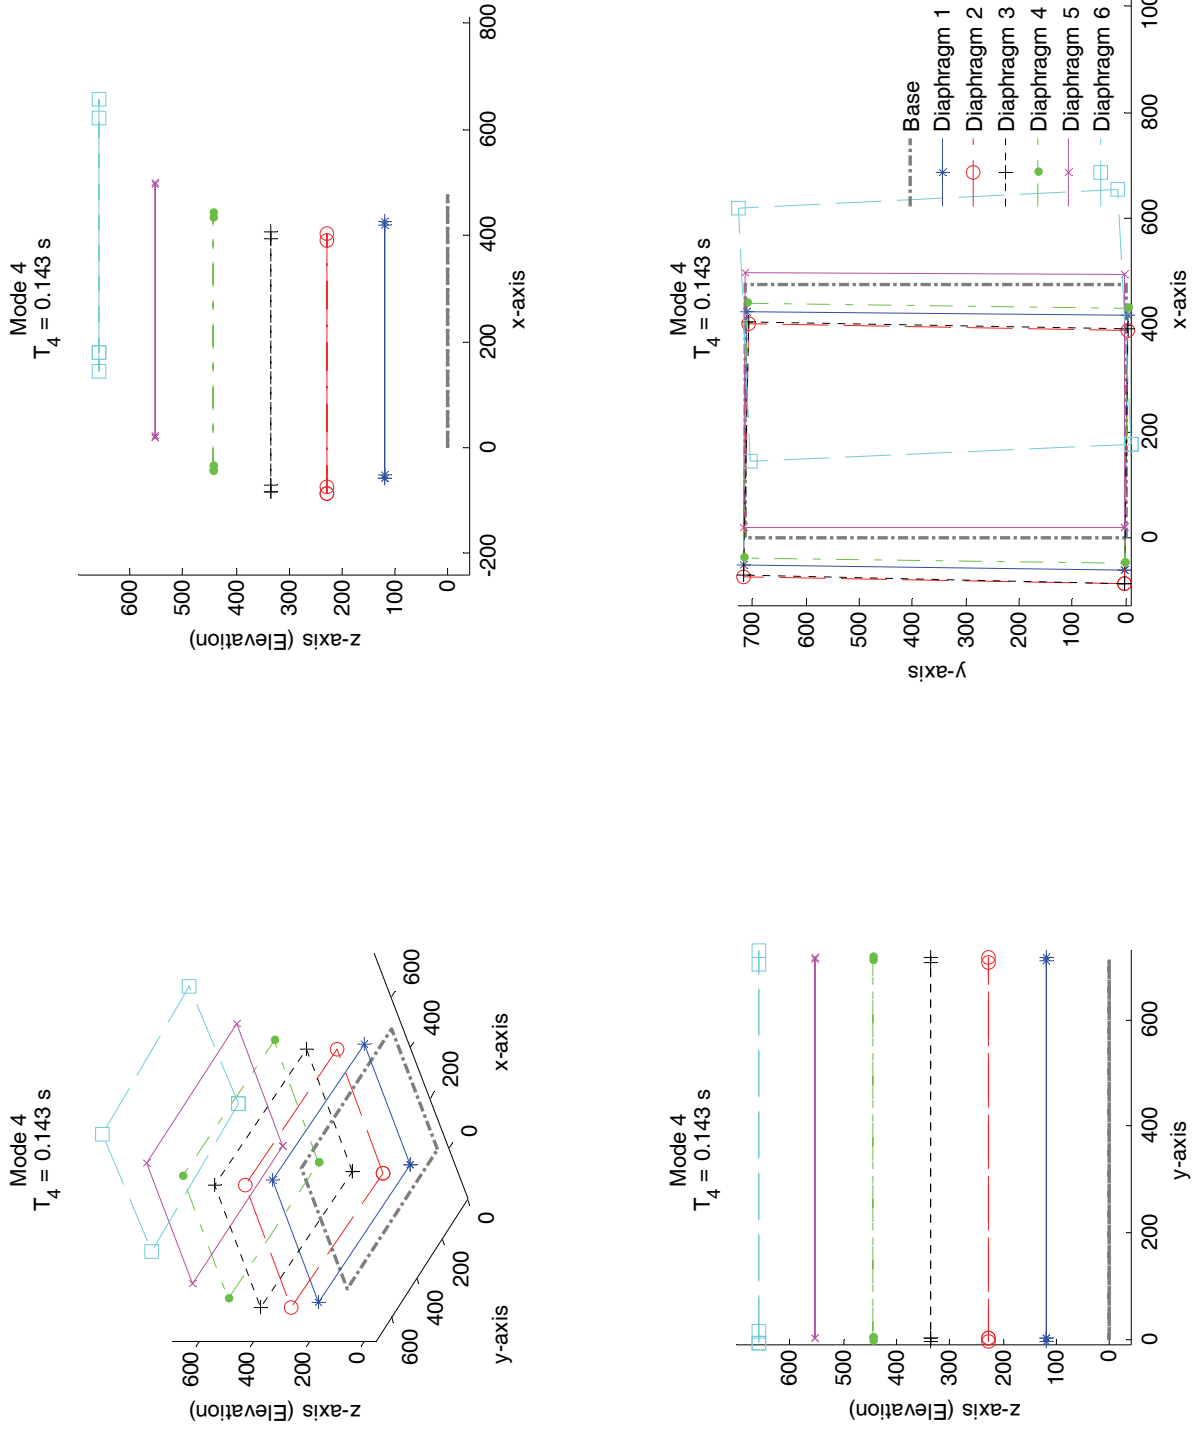 Mode 4
T4 = 0.143 s
z-axis (Elevation)
600
400
200
0
y-axis
600
400
200
0
x-axis
0
200
400
600
Mode 4
T4 = 0.143 s
z-axis (Elevation)
600
500
400
300
200
100
0
-200
0
200
400
600
800
x-axis
Mode 4
T4 = 0.143 s
z-axis (Elevation)
600
500
400
300
200
100
0
0
200
400
600
800
1000
y-axis
Mode 4
T4 = 0.143 s
y-axis
700
600
500
400
300
200
100
0
0
200
400
600
800
1000
x-axis
Base
Diaphragm 1
Diaphragm 2
Diaphragm 3
Diaphragm 4
Diaphragm 5
Diaphragm 6